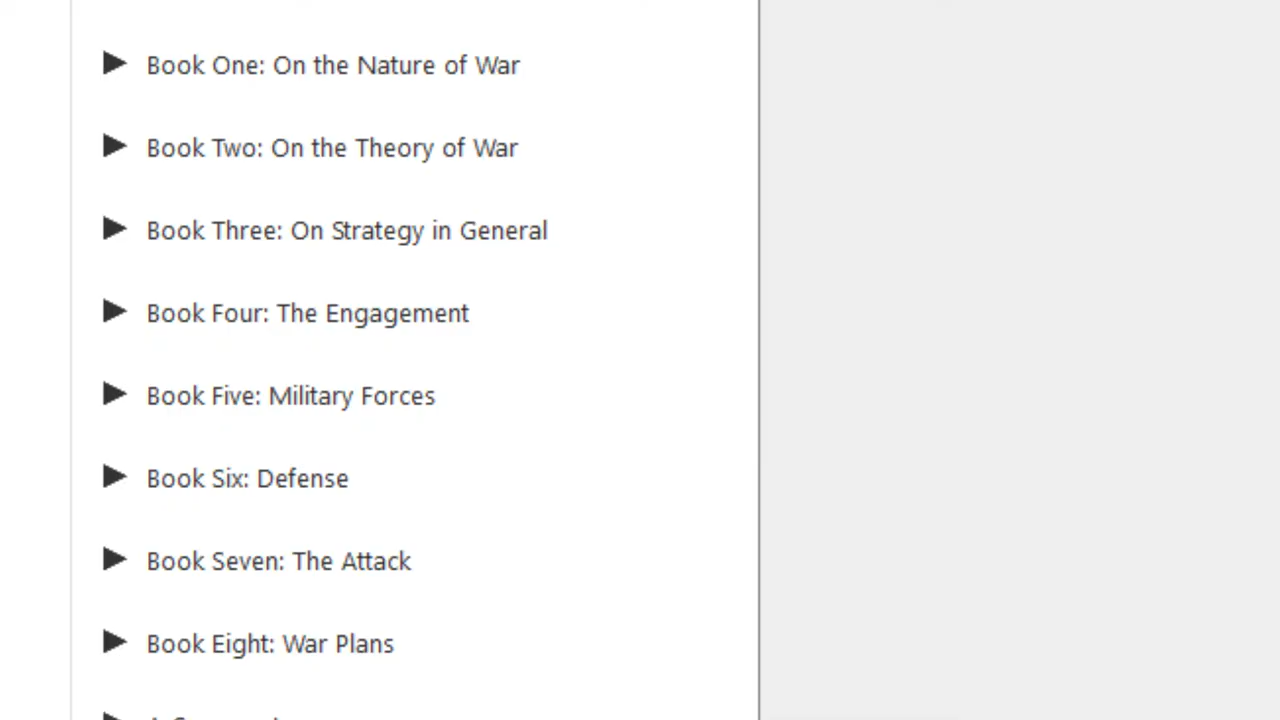 Book One: On the Nature of War
Book Two: On the Theory of War
Book Three: On Strategy in General
Book Four: The Engagement
Book Five: Military Forces
Book Six: Defense
Book Seven: The Attack
Book Eight: War Plans